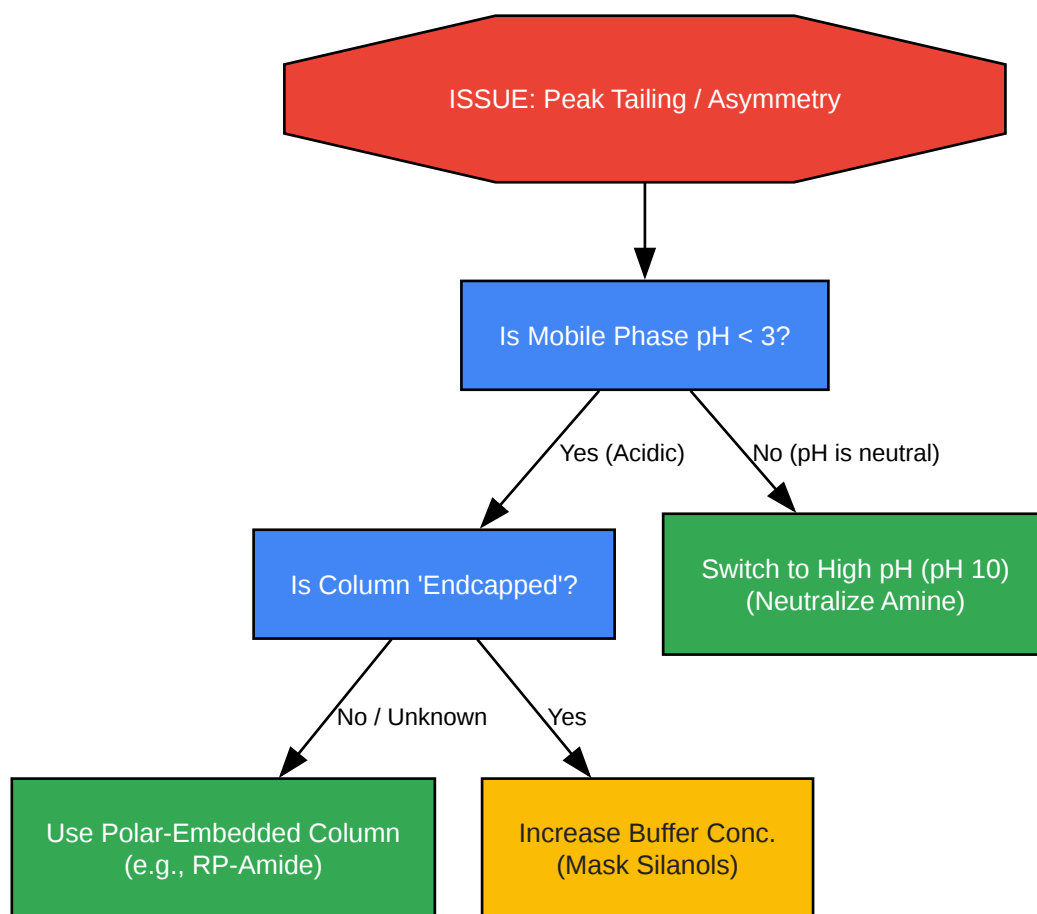 ISSUE: Peak Tailing / Asymmetry
Is Mobile Phase pH < 3?
Yes (Acidic)
No (pH is neutral)
Is Column 'Endcapped'?
Switch to High pH (pH 10)
(Neutralize Amine)
No / Unknown
Yes
Use Polar-Embedded Column
(e.g., RP-Amide)
Increase Buffer Conc.
(Mask Silanols)